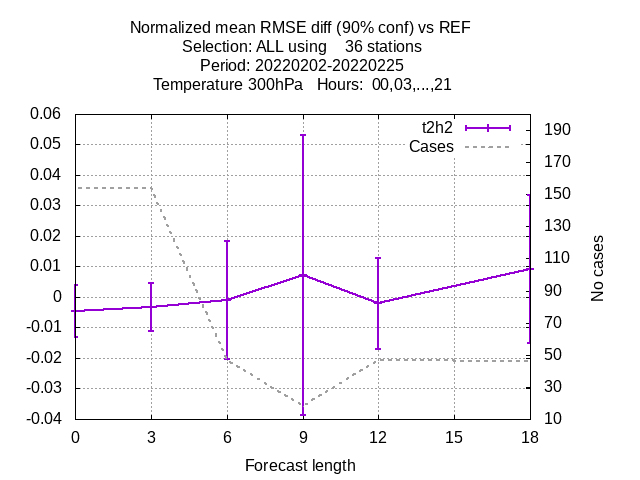 Normalized mean RMSE diff (90% conf) vs REF
Selection: ALL using    36 stations
Period: 20220202-20220225
Temperature 300hPa   Hours:  00,03,...,21
t2h2
Cases
0.06
0.05
0.04
0.03
0.02
0.01
0
-0.01
-0.02
-0.03
-0.04
190
170
150
130
110
90
70
50
30
10
No cases
0 3 6 9 12 15 18
Forecast length